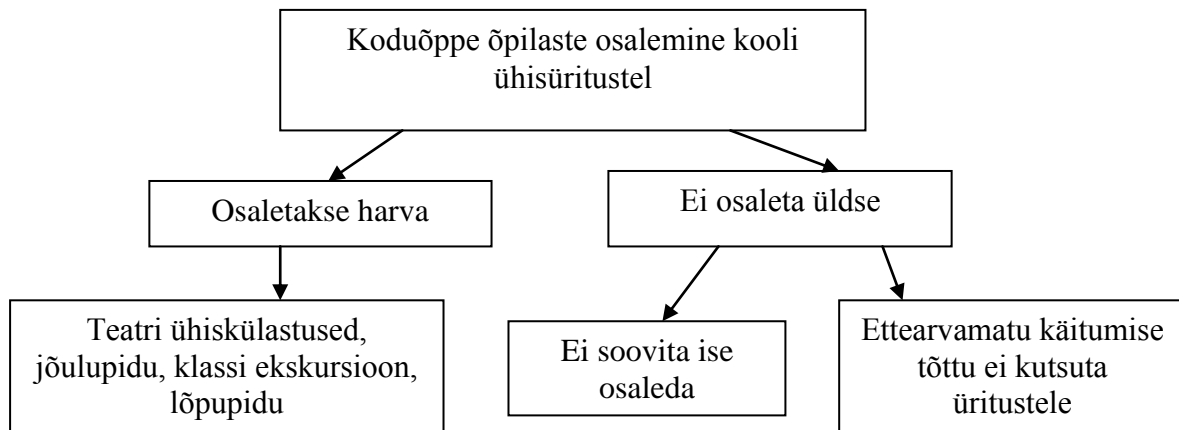 Koduõppe õpilaste osalemine kooli
ühisüritustel
Osaletakse harva
Ei osaleta üldse
Teatri ühiskülastused,
jõulupidu, klassi ekskursioon,
lõpupidu
Ei soovita ise
osaleda
Ettearvamatu käitumise
tõttu ei kutsuta
üritustele